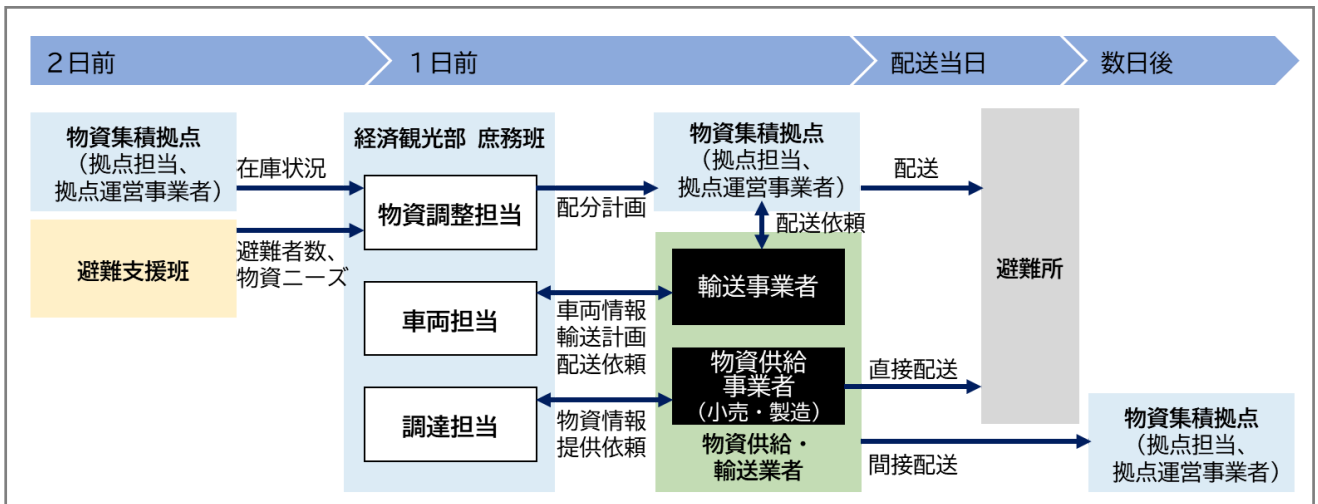 2日前
1日前
配送当日
数日後
物資集積拠点
（拠点担当、
拠点運営事業者）
在庫状況
避難支援班
避難者数、
物資ニーズ
経済観光部 庶務班
物資調整担当
車両担当
調達担当
配分計画
車両情報
輸送計画
配送依頼
物資情報
提供依頼
物資集積拠点
（拠点担当、
拠点運営事業者）
配送依頼
輸送事業者
物資供給
事業者
（小売・製造）
物資供給・
輸送業者
配送
直接配送
間接配送
避難所
物資集積拠点
（拠点担当、
拠点運営事業者）